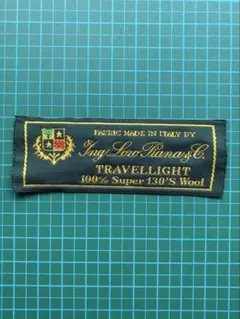 FABRIC MADE IN ITALY BY
Ing. Loro Piana & C.
TRAVELLIGHT
100% Super 130'S Wool